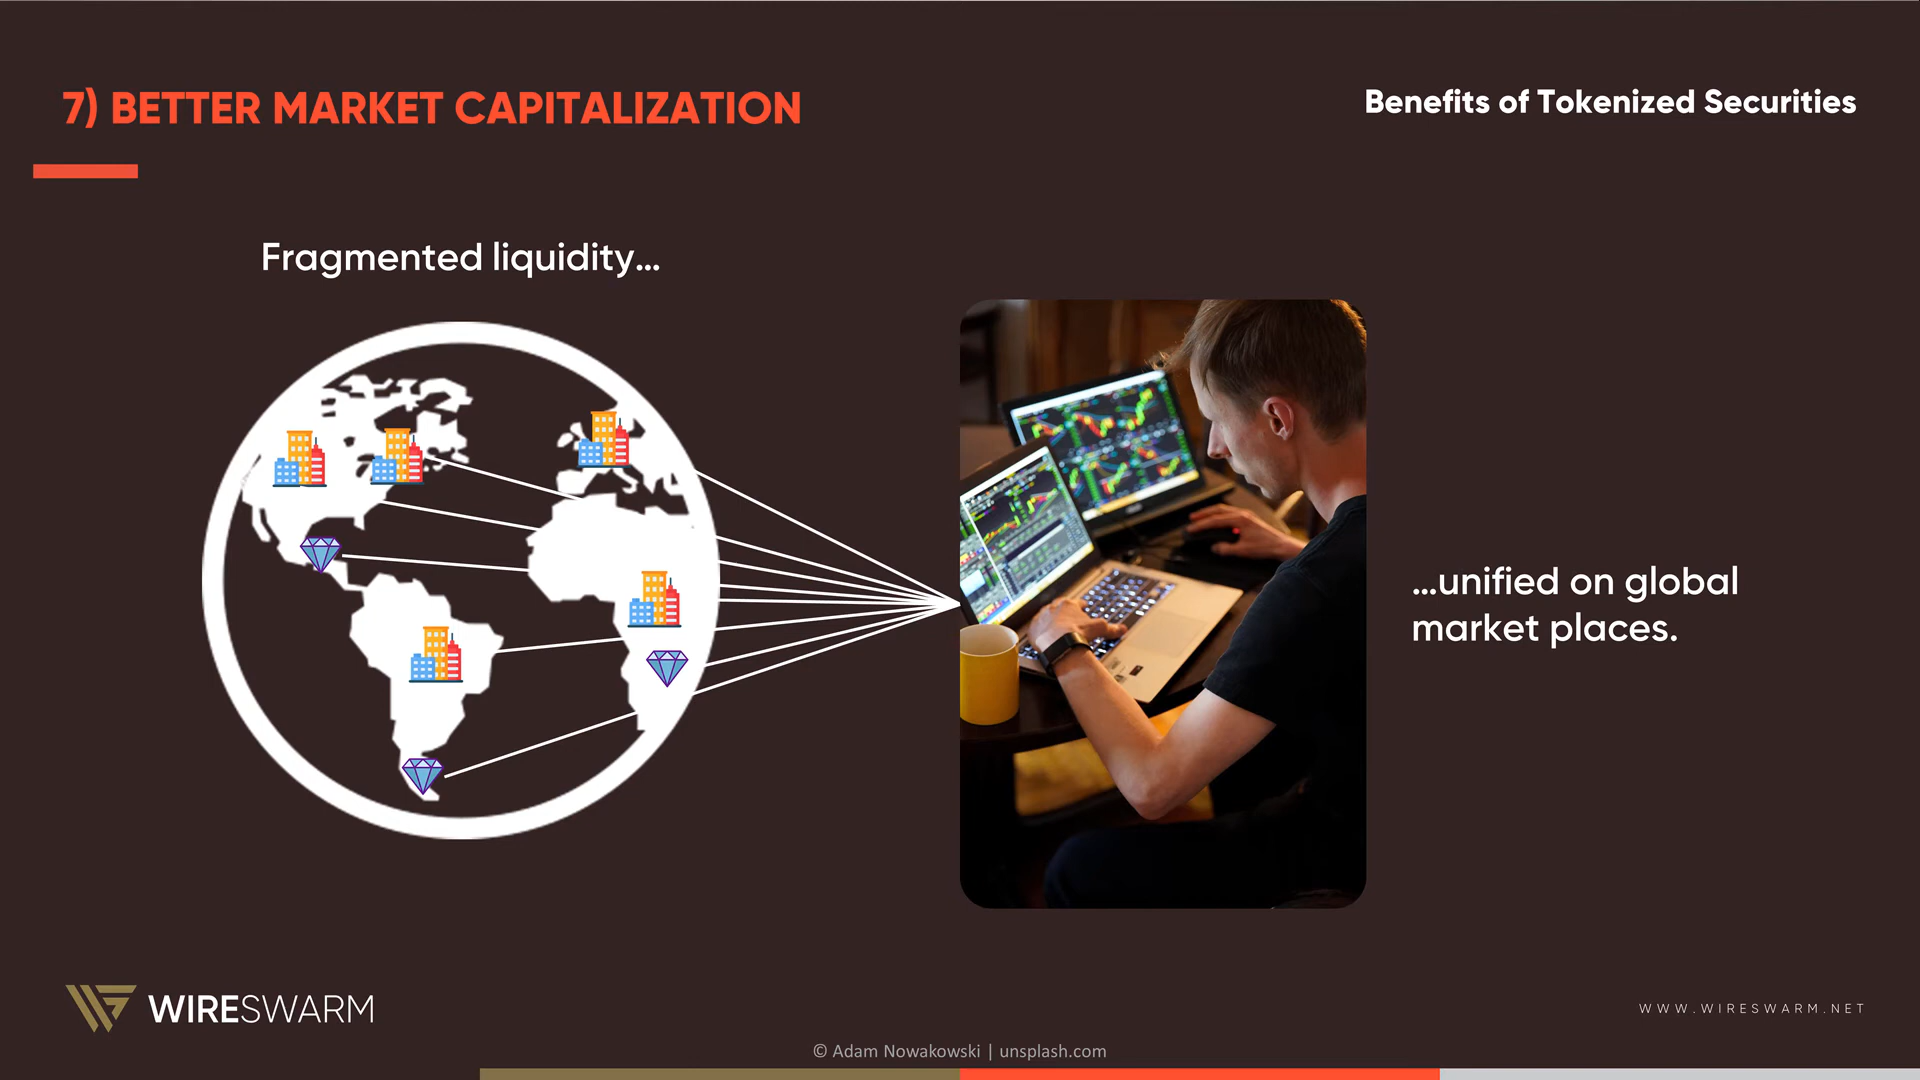 7) BETTER MARKET CAPITALIZATION
Benefits of Tokenized Securities
Fragmented liquidity...
...unified on global
market places.
WIRESWARM
WWW.WIRESWARM.NET
© Adam Nowakowski | unsplash.com